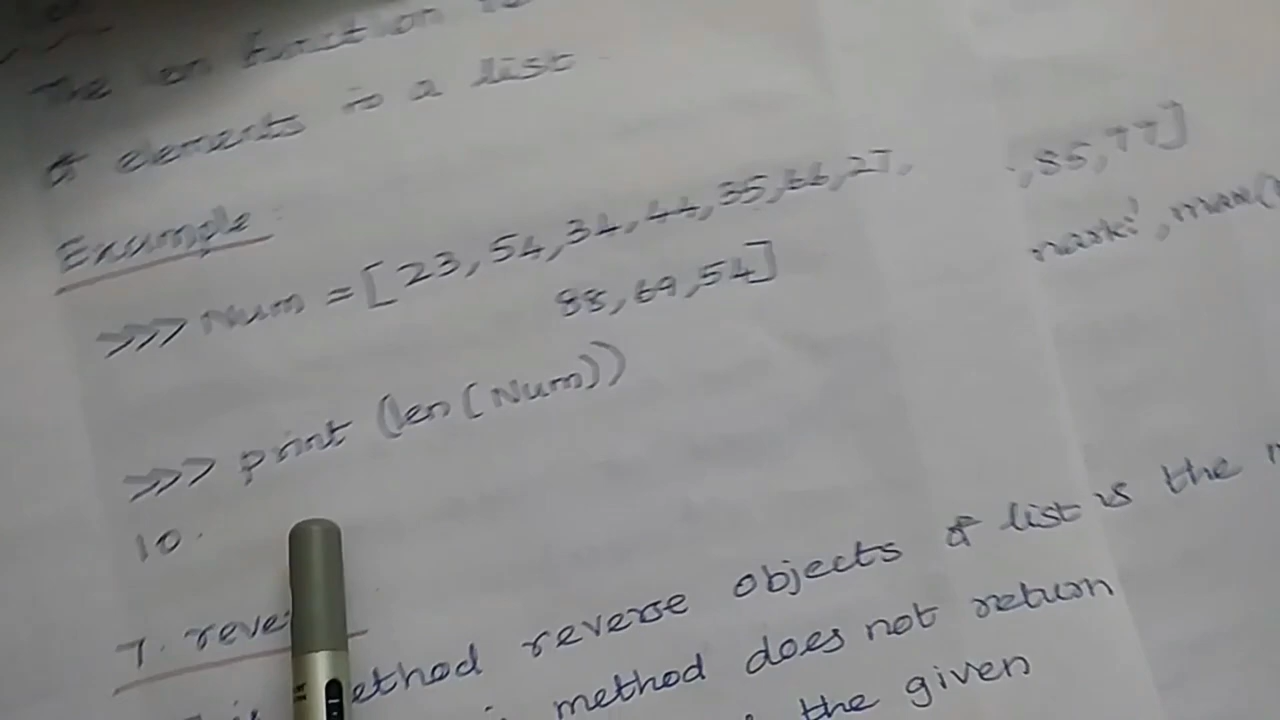 The len function
of elements in a list
Example:
>>> Num = [23, 54, 34, 44, 35, 66, 27,
88, 69, 54]
>>> print (len(Num))
10.
7. reve
method reverse objects of list is the
method does not return
the given
, 85, 77]
mark:', max(